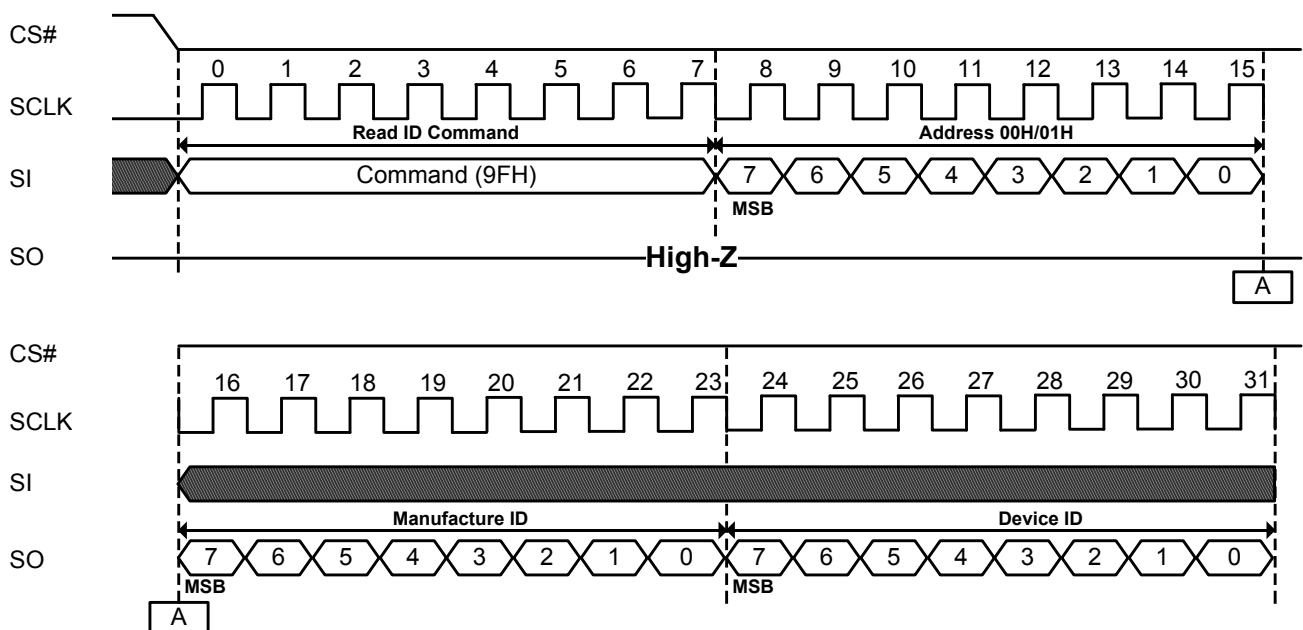 CS#
0 1 2 3 4 5 6 7 8 9 10 11 12 13 14 15
SCLK
Read ID Command Address 00H/01H
SI Command (9FH) 7 6 5 4 3 2 1 0
MSB
SO High-Z
A
CS#
16 17 18 19 20 21 22 23 24 25 26 27 28 29 30 31
SCLK
SI
Manufacture ID Device ID
SO 7 6 5 4 3 2 1 0 7 6 5 4 3 2 1 0
MSB MSB
A